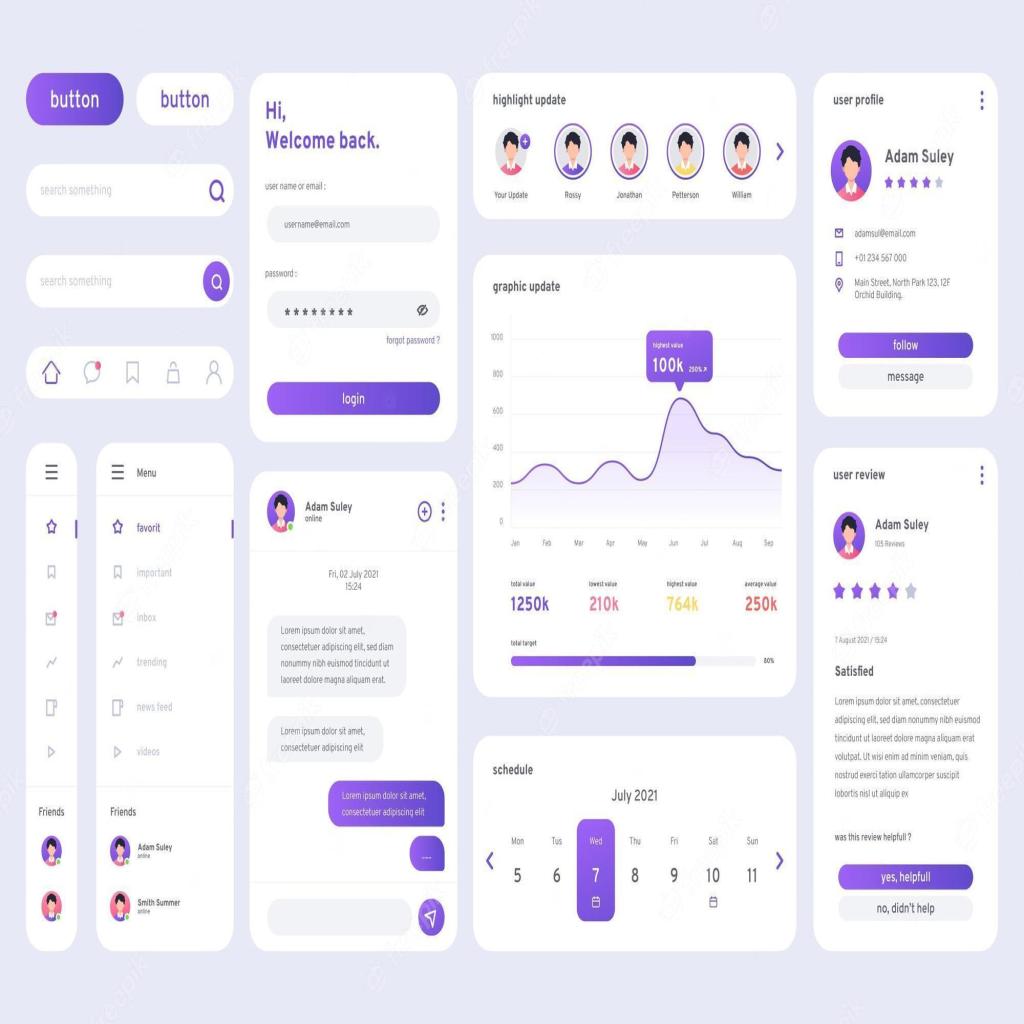 button
button
search something
search something
Menu
favorit
important
inbox
trending
news feed
videos
Friends
Friends
Adam Suley
online
Smith Summer
online
Hi,
Welcome back.
user name or email :
username@email.com
password :
********
forgot password ?
login
Adam Suley
online
Fri, 02 July 2021
15:24
Lorem ipsum dolor sit amet,
consectetuer adipiscing elit, sed diam
nonummy nibh euismod tincidunt ut
laoreet dolore magna aliquam erat.
Lorem ipsum dolor sit amet,
consectetuer adipiscing elit
Lorem ipsum dolor sit amet,
consectetuer adipiscing elit
....
highlight update
Your Update
Rossy
Jonathan
Petterson
William
graphic update
1000
800
600
400
200
0
highest value
100k 250%
Jan Feb Mar Apr May Jun Jul Aug Sep
total value lowest value highest value average value
1250k 210k 764k 250k
total target
80%
schedule
July 2021
Mon Tus Wed Thu Fri Sat Sun
5 6 7 8 9 10 11
user profile
Adam Suley
adamsul@email.com
+01 234 567 000
Main Street, North Park 123, 12F
Orchid Building.
follow
message
user review
Adam Suley
105 Reviews
7 August 2021 / 15:24
Satisfied
Lorem ipsum dolor sit amet, consectetuer
adipiscing elit, sed diam nonummy nibh euismod
tincidunt ut laoreet dolore magna aliquam erat
volutpat. Ut wisi enim ad minim veniam, quis
nostrud exerci tation ullamcorper suscipit
lobortis nisl ut aliquip ex
was this review helpfull ?
yes, helpfull
no, didn't help
freepik